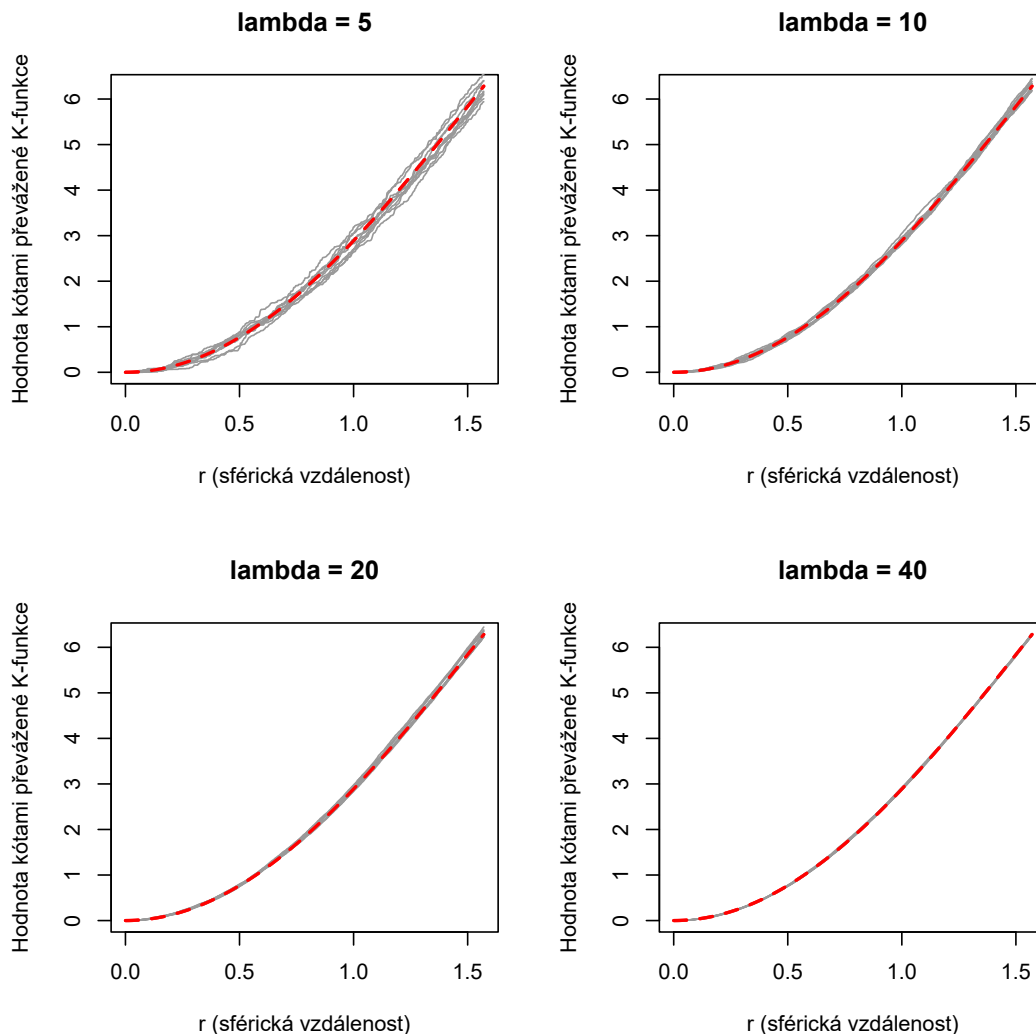 lambda = 5
Hodnota kótami převážené K-funkce
0 1 2 3 4 5 6
0.0 0.5 1.0 1.5
r (sférická vzdálenost)
lambda = 10
Hodnota kótami převážené K-funkce
0 1 2 3 4 5 6
0.0 0.5 1.0 1.5
r (sférická vzdálenost)
lambda = 20
Hodnota kótami převážené K-funkce
0 1 2 3 4 5 6
0.0 0.5 1.0 1.5
r (sférická vzdálenost)
lambda = 40
Hodnota kótami převážené K-funkce
0 1 2 3 4 5 6
0.0 0.5 1.0 1.5
r (sférická vzdálenost)